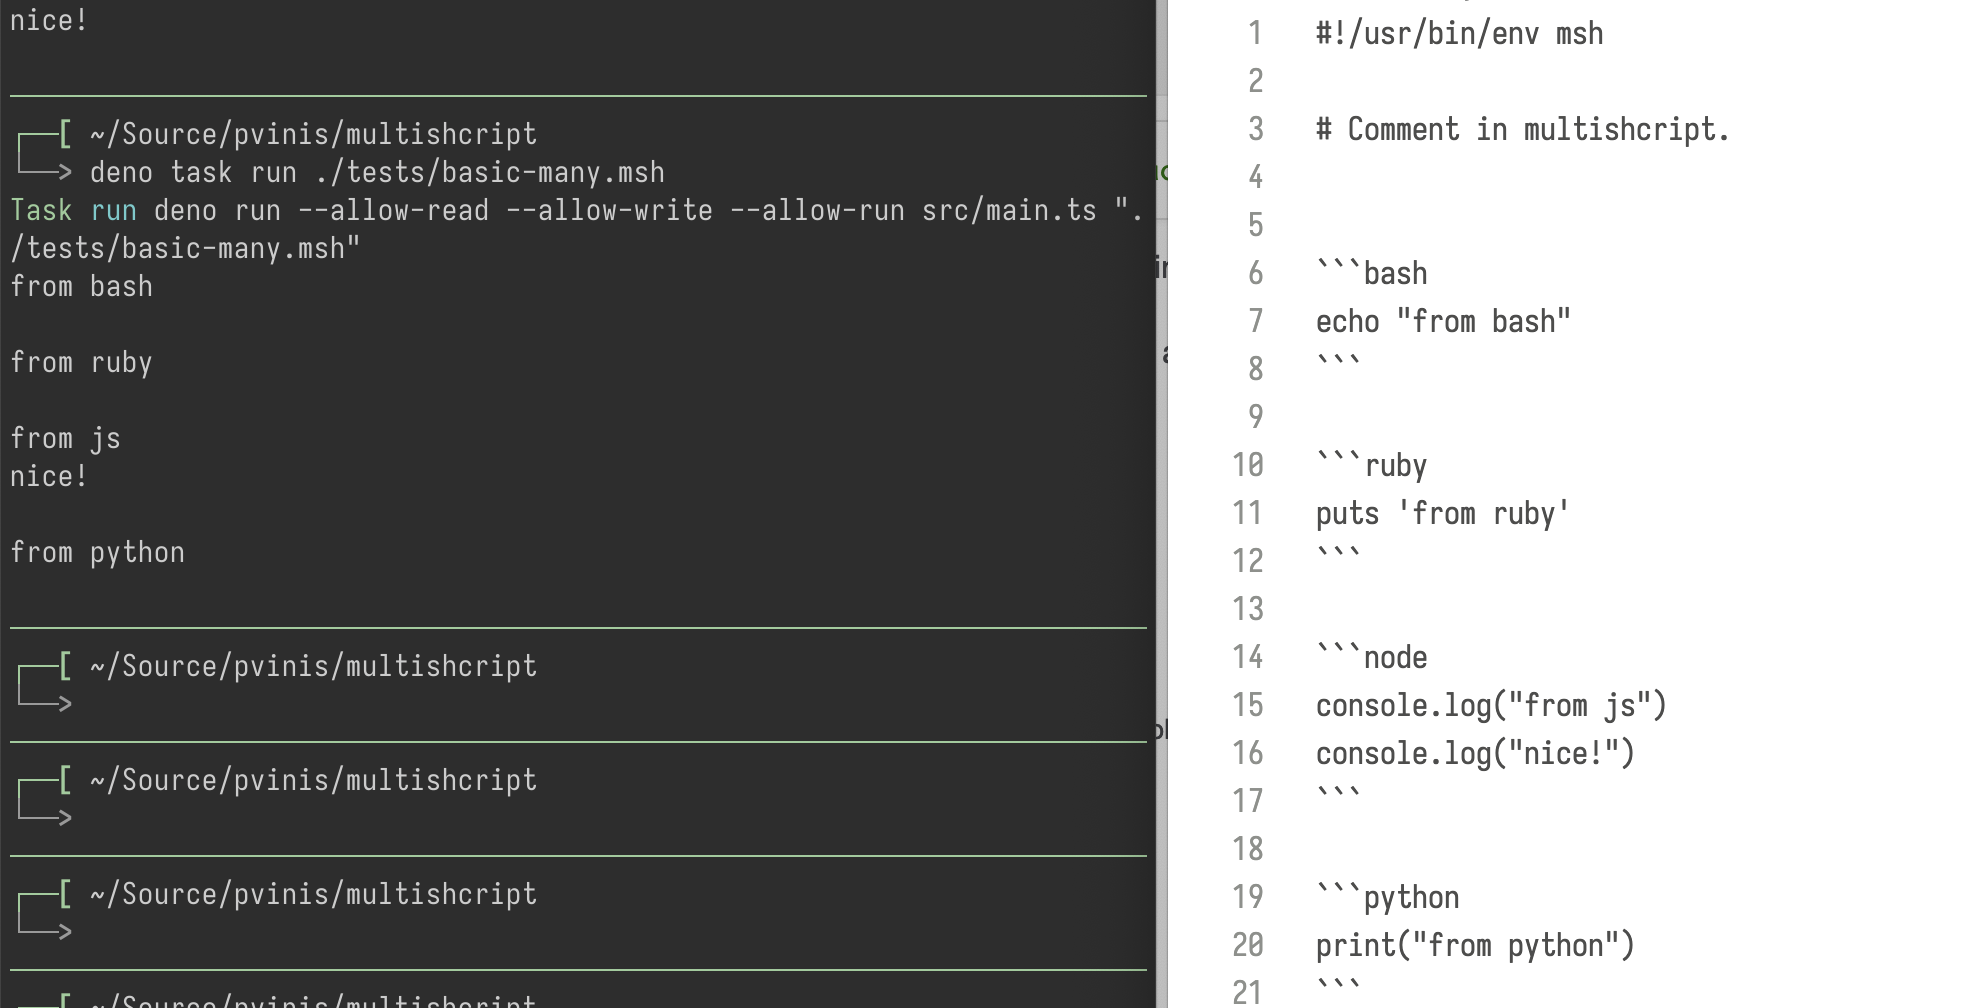 nice!
~/Source/pvinis/multishcript
> deno task run ./tests/basic-many.msh
Task run deno run --allow-read --allow-write --allow-run src/main.ts ".
/tests/basic-many.msh"
from bash
from ruby
from js
nice!
from python
[ ~/Source/pvinis/multishcript
>
[ ~/Source/pvinis/multishcript
>
[ ~/Source/pvinis/multishcript
>
[ ~/Source/pvinis/multishcript
1 #!/usr/bin/env msh
2
3 # Comment in multishcript.
4
5
6 ```bash
7 echo "from bash"
8 ```
9
10 ```ruby
11 puts 'from ruby'
12 ```
13
14 ```node
15 console.log("from js")
16 console.log("nice!")
17 ```
18
19 ```python
20 print("from python")
21 ```